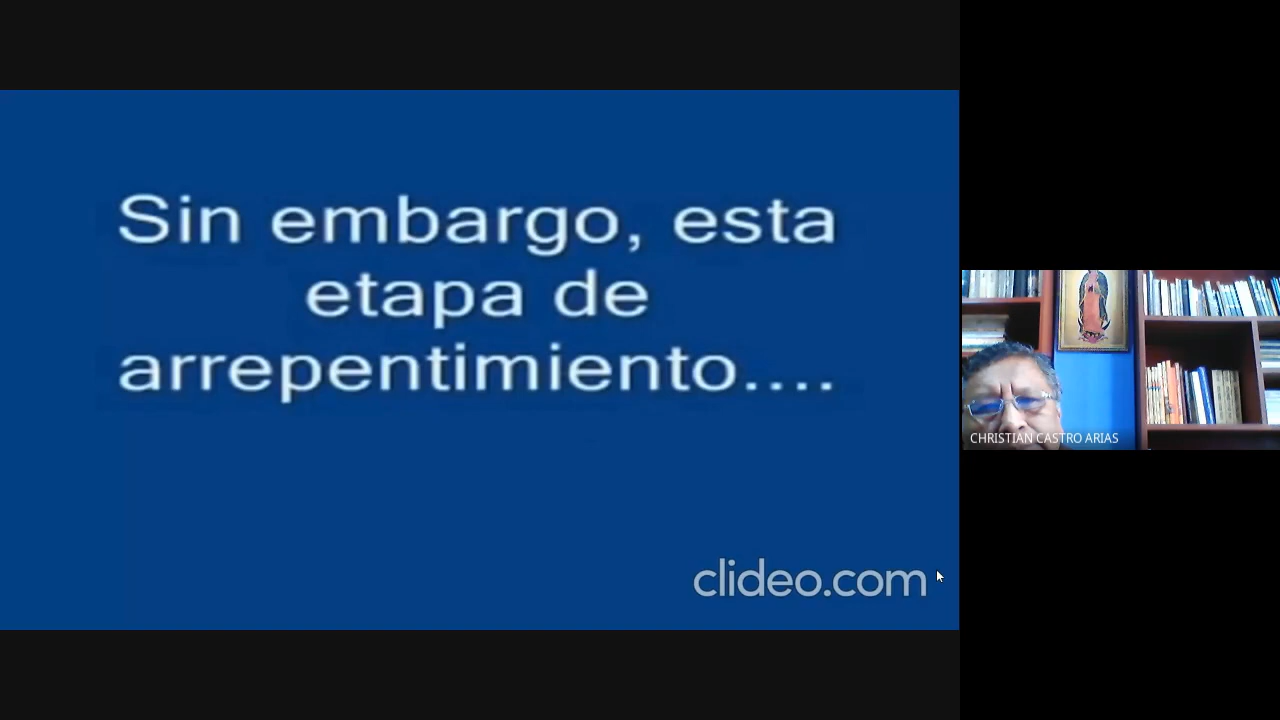 Sin embargo, esta
etapa de
arrepentimiento....
clideo.com
CHRISTIAN CASTRO ARIAS